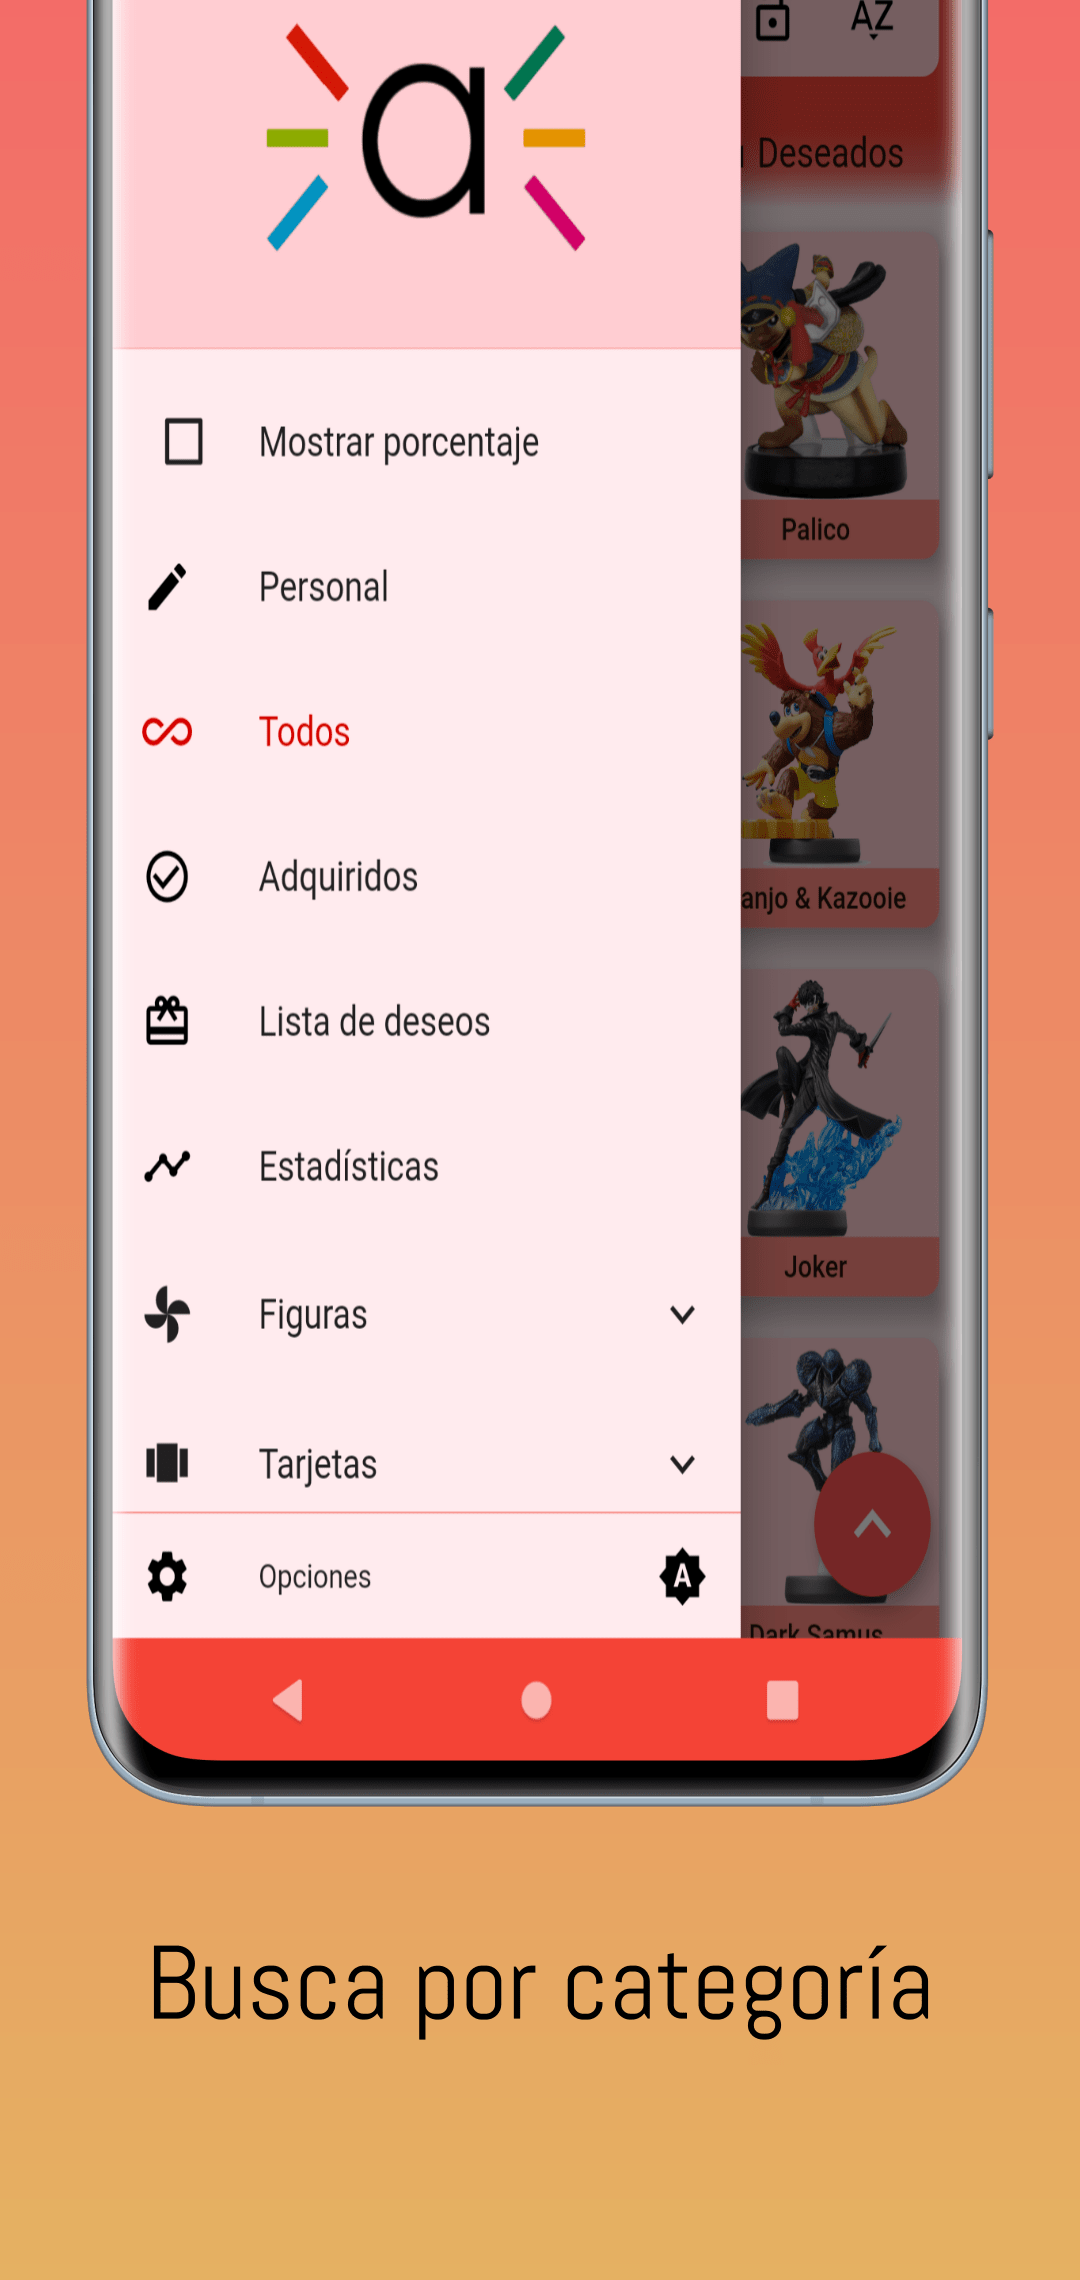 a
AZ
Deseados
Mostrar porcentaje
Personal
Todos
Adquiridos
Lista de deseos
Estadísticas
Figuras
Tarjetas
Opciones
A
Palico
anjo & Kazooie
Joker
Dark Samus
Busca por categoría